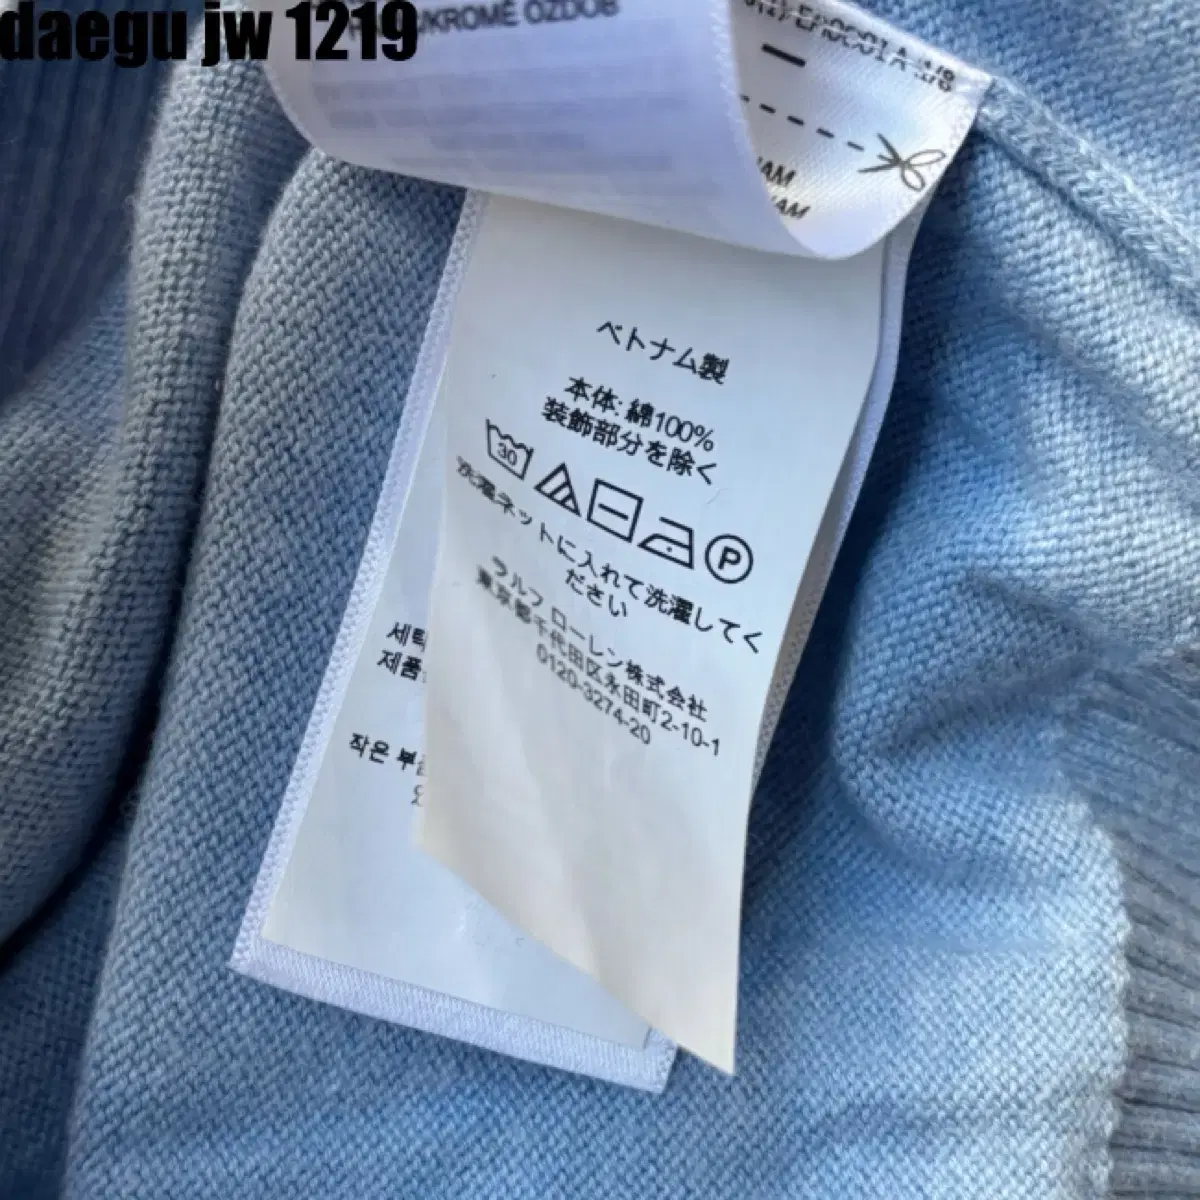 daegu jw 1219
KROMĚ OZDOB
ベトナム製
本体: 綿100%
装飾部分を除く
30
P
洗濯ネットに入れて洗濯してく
ださい
ラルフ ローレン株式会社
東京都千代田区永田町2-10-1
0120-3274-20
세탁
제품
작은 부